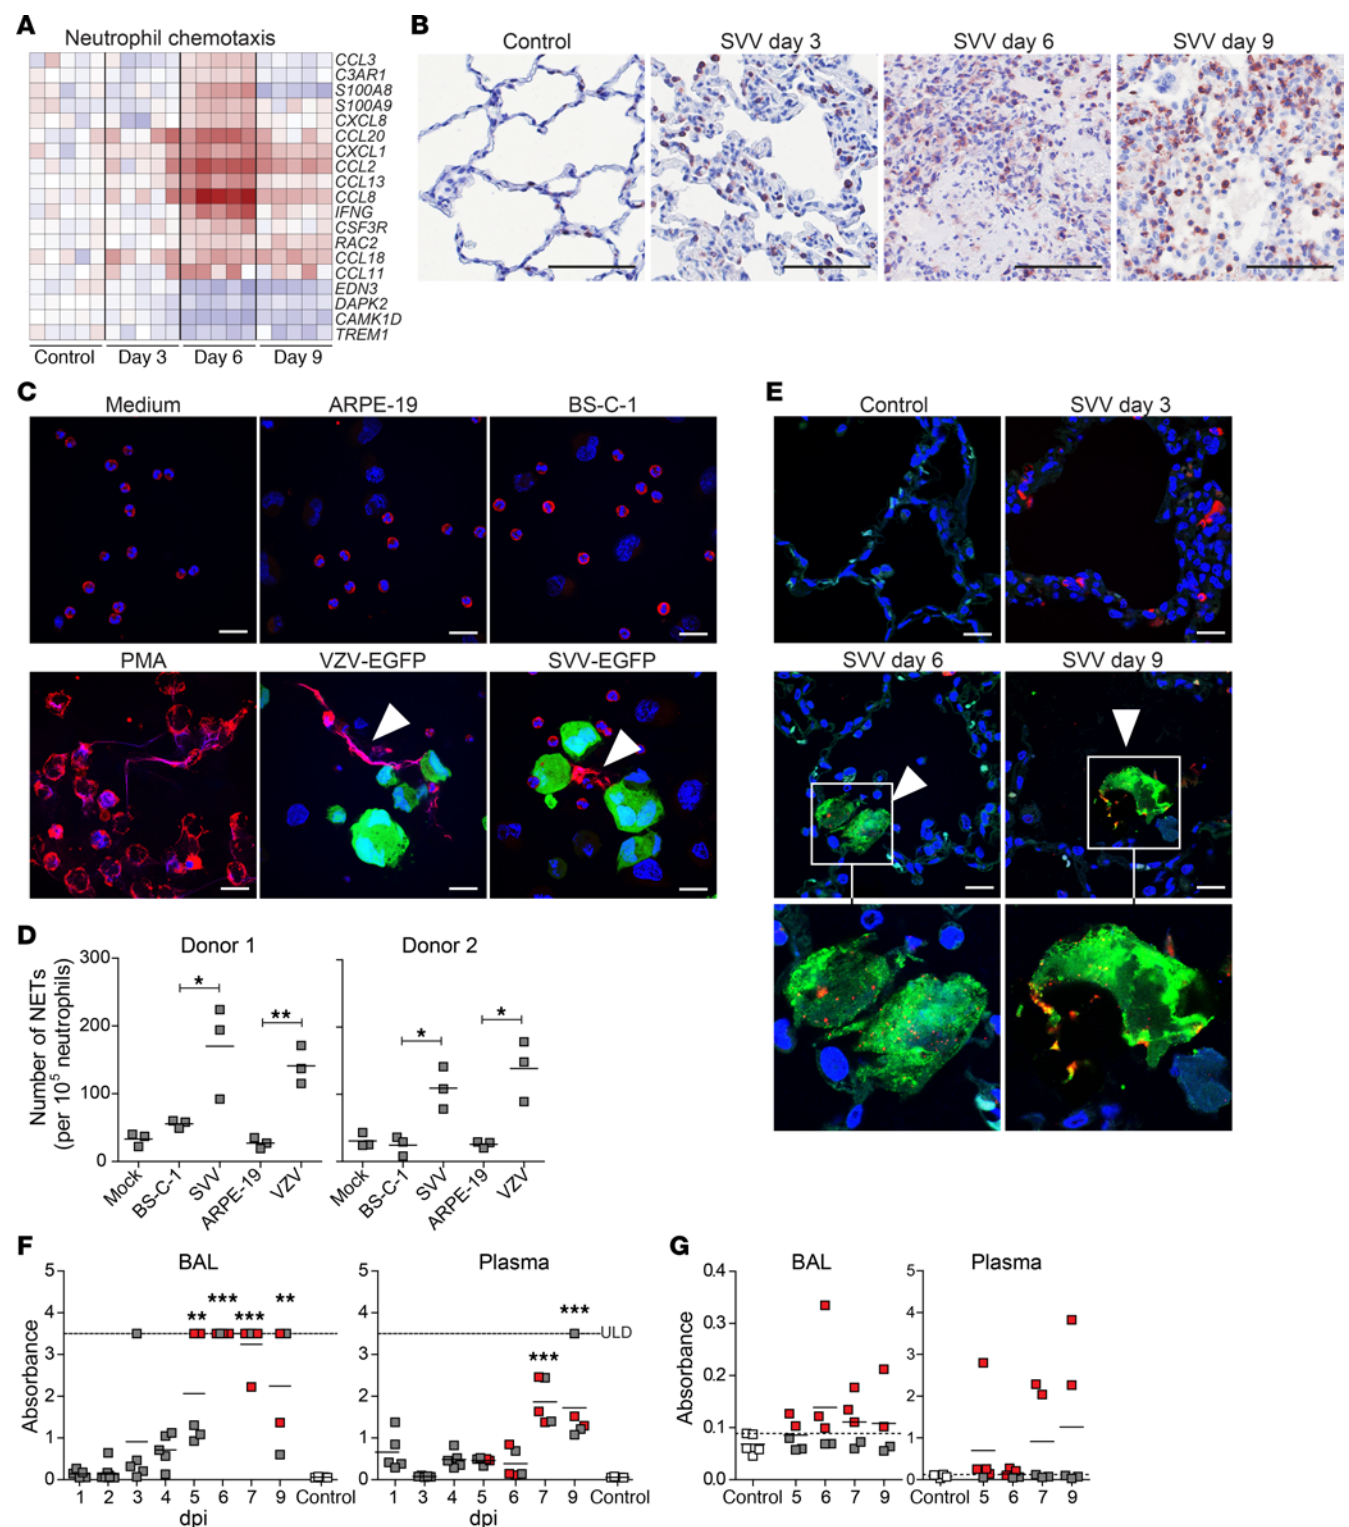 A
Neutrophil chemotaxis
CCL3
C3AR1
S100A8
S100A9
CXCL8
CCL20
CXCL1
CCL2
CCL13
CCL8
IFNG
CSF3R
RAC2
CCL18
CCL11
EDN3
DAPK2
CAMK1D
TREM1
Control Day 3 Day 6 Day 9
B
Control SVV day 3 SVV day 6 SVV day 9
C
Medium ARPE-19 BS-C-1
PMA VZV-EGFP SVV-EGFP
E
Control SVV day 3
SVV day 6 SVV day 9
D
Donor 1 Donor 2
Number of NETs
(per 10⁵ neutrophils)
300
200
100
0
* **
* *
Mock BS-C-1 SVV ARPE-19 VZV
Mock BS-C-1 SVV ARPE-19 VZV
F
BAL
Absorbance
5
4
3
2
1
0
** *** *** **
1 2 3 4 5 6 7 9 Control
dpi
Plasma
5
4
3
2
1
0
*** ***
ULD
1 3 4 5 6 7 9 Control
dpi
G
BAL
Absorbance
0.4
0.3
0.2
0.1
0.0
Control 5 6 7 9
Plasma
5
4
3
2
1
0
Control 5 6 7 9